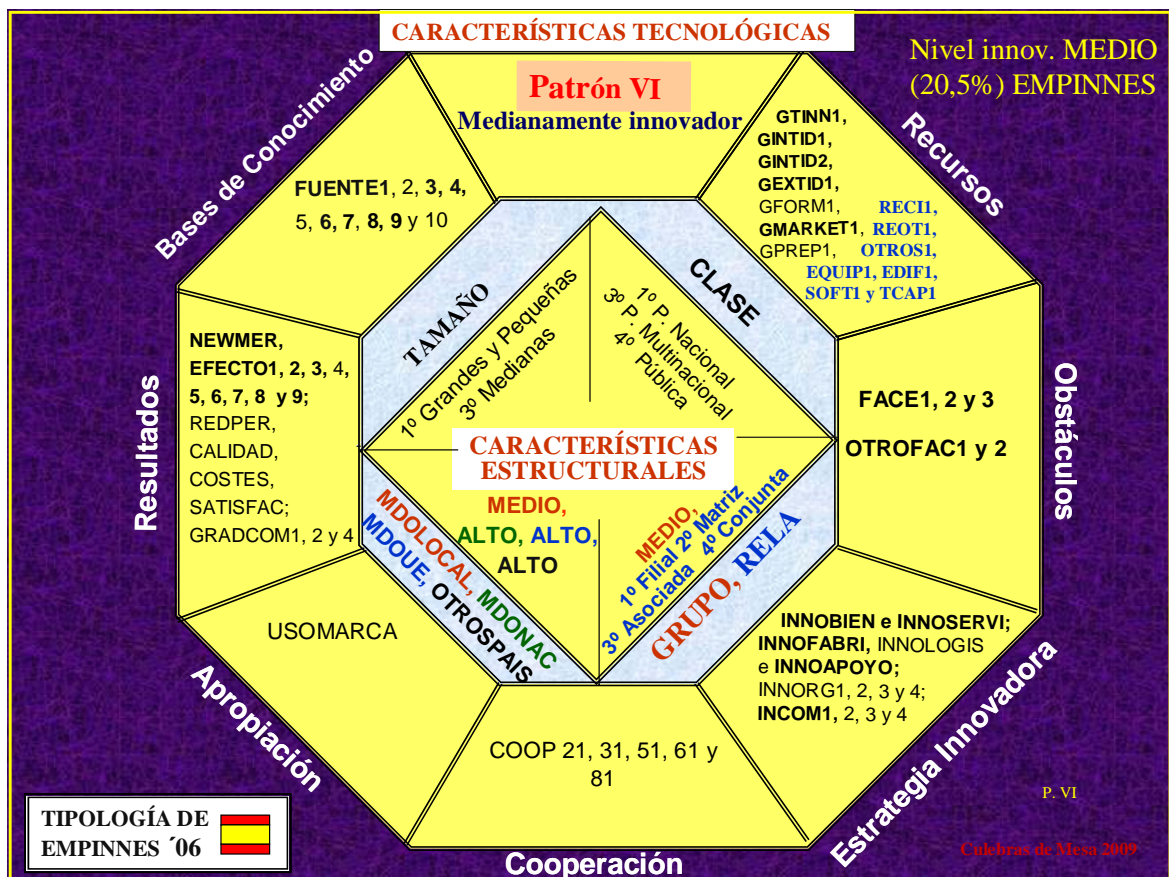 CARACTERÍSTICAS TECNOLÓGICAS
Nivel innov. MEDIO
(20,5%) EMPINNES
Patrón VI
Medianamente innovador
Bases de Conocimiento
FUENTE1, 2, 3, 4,
5, 6, 7, 8, 9 y 10
Recursos
GTINN1,
GINTID1,
GINTID2,
GEXTID1,
GFORM1, RECI1,
GMARKET1, REOT1,
GPREP1, OTROS1,
EQUIP1, EDIF1,
SOFT1 y TCAP1
TAMAÑO
1º Grandes y Pequeñas
3º Medianas
CLASE
1º P. Nacional
3º P. Multinacional
4º Pública
Resultados
NEWMER,
EFECTO1, 2, 3, 4,
5, 6, 7, 8 y 9;
REDPER,
CALIDAD,
COSTES,
SATISFAC;
GRADCOM1, 2 y 4
Obstáculos
FACE1, 2 y 3
OTROFAC1 y 2
CARACTERÍSTICAS
ESTRUCTURALES
MEDIO,
ALTO, ALTO,
ALTO
MDOLOCAL, MDONAC
MDOUE, OTROSPAIS
MEDIO,
1º Filial 2º Matriz
3º Asociada 4º Conjunta
GRUPO, RELA
Apropiación
USOMARCA
Cooperación
COOP 21, 31, 51, 61 y
81
Estrategia Innovadora
INNOBIEN e INNOSERVI;
INNOFABRI, INNOLOGIS
e INNOAPOYO;
INNORG1, 2, 3 y 4;
INCOM1, 2, 3 y 4
P. VI
TIPOLOGÍA DE
EMPINNES ´06
Culebras de Mesa 2009